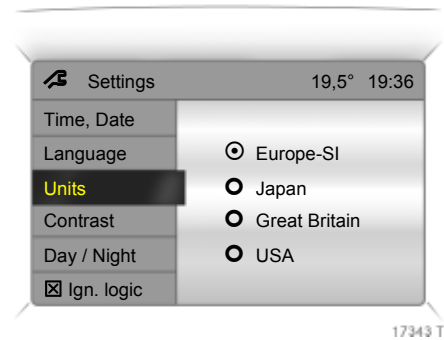 Settings 19,5° 19:36
Time, Date
Language
Units
Contrast
Day / Night
Ign. logic
Europe-SI
Japan
Great Britain
USA
17343 T